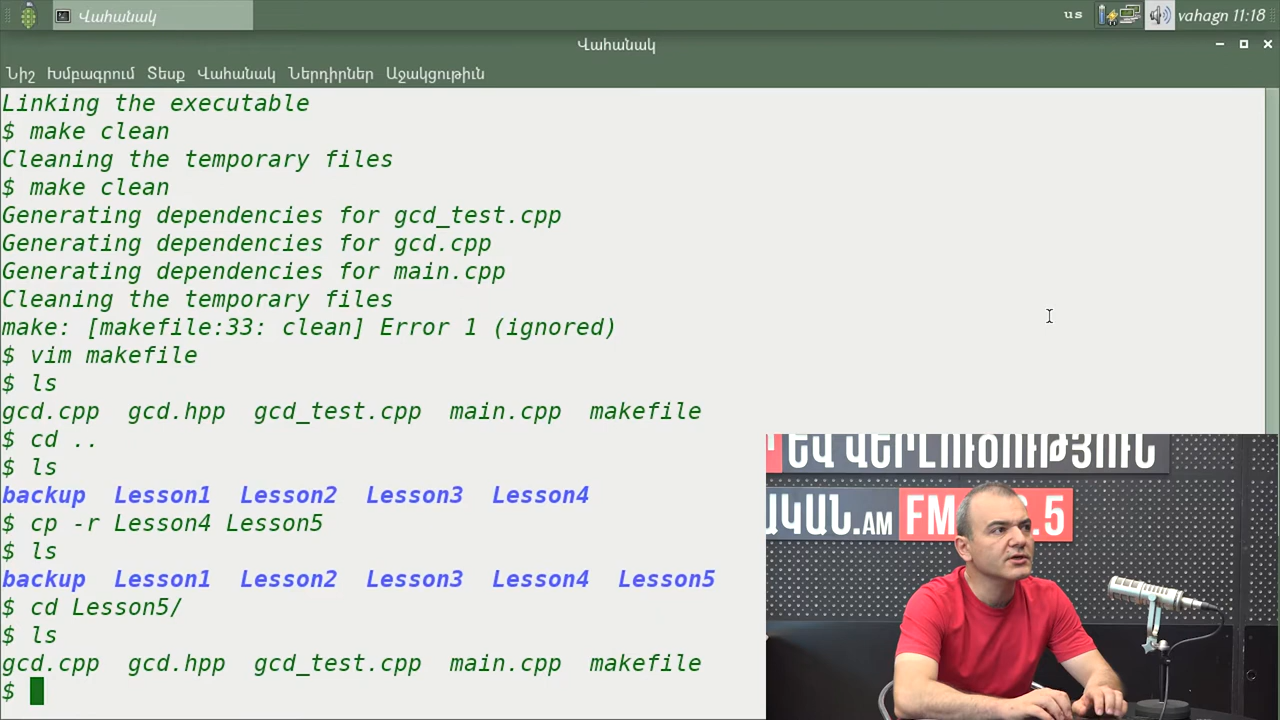 Վահանակ
us
vahagn 11:18
Վահանակ
Նիշ Խմբագրում Տեսք Վահանակ Ներդիրներ Աջակցութիւն
Linking the executable
$ make clean
Cleaning the temporary files
$ make clean
Generating dependencies for gcd_test.cpp
Generating dependencies for gcd.cpp
Generating dependencies for main.cpp
Cleaning the temporary files
make: [makefile:33: clean] Error 1 (ignored)
$ vim makefile
$ ls
gcd.cpp gcd.hpp gcd_test.cpp main.cpp makefile
$ cd ..
$ ls
backup Lesson1 Lesson2 Lesson3 Lesson4
$ cp -r Lesson4 Lesson5
$ ls
backup Lesson1 Lesson2 Lesson3 Lesson4 Lesson5
$ cd Lesson5/
$ ls
gcd.cpp gcd.hpp gcd_test.cpp main.cpp makefile
$
ԵՎ ՎԵՐԼՈՒԾՈՒԹՅՈՒՆ
ԱԿԱՆ.AM FM 6.5